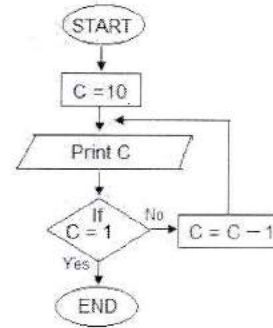 START
C =10
Print C
If
C = 1
No
C = C – 1
Yes
END